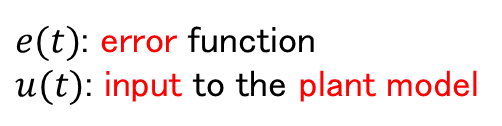 e(t): error function
u(t): input to the plant model